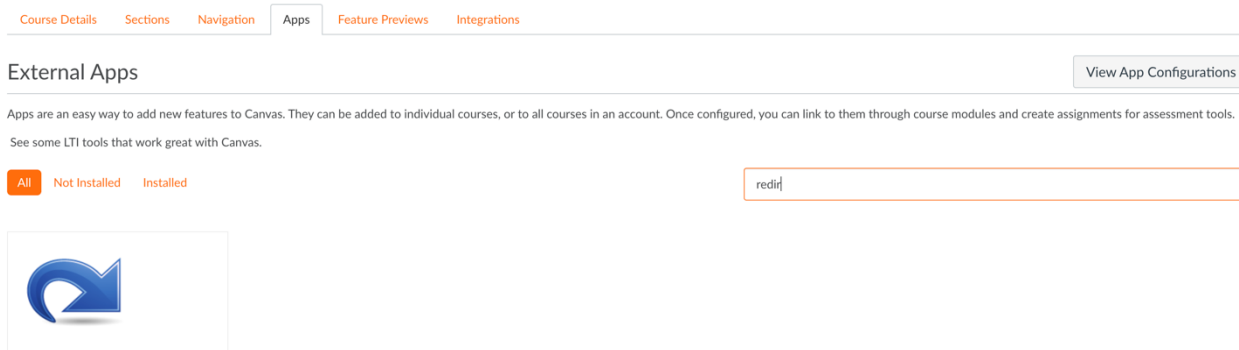 Course Details Sections Navigation Apps Feature Previews Integrations
External Apps View App Configurations
Apps are an easy way to add new features to Canvas. They can be added to individual courses, or to all courses in an account. Once configured, you can link to them through course modules and create assignments for assessment tools.
See some LTI tools that work great with Canvas.
All Not Installed Installed redir